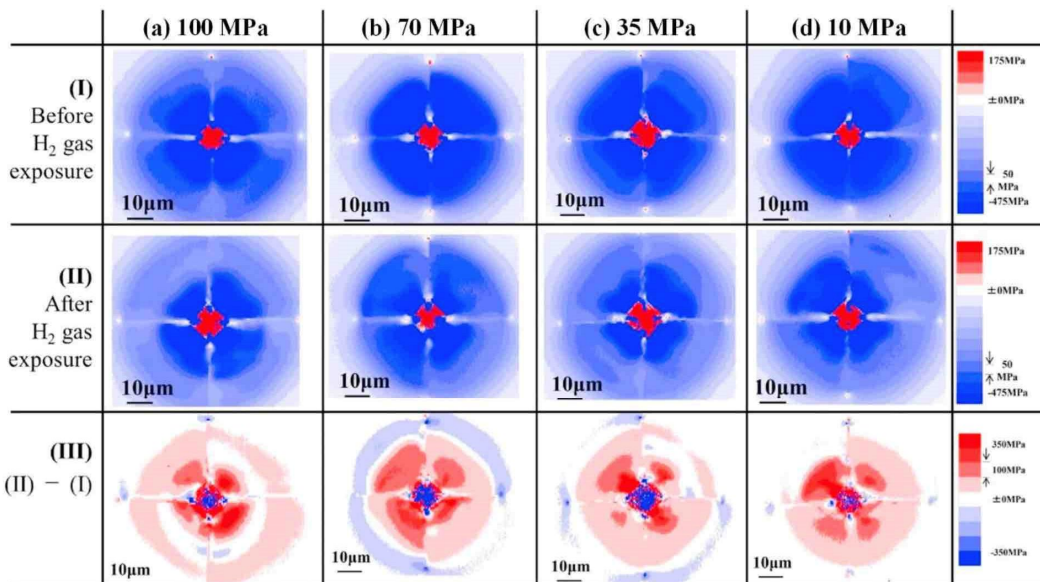 (a) 100 MPa (b) 70 MPa (c) 35 MPa (d) 10 MPa
(I)
Before
H₂ gas
exposure
10μm 10μm 10μm 10μm
175MPa
±0MPa
50
MPa
-475MPa
(II)
After
H₂ gas
exposure
10μm 10μm 10μm 10μm
175MPa
±0MPa
50
MPa
-475MPa
(III)
(II) − (I)
10μm 10μm 10μm 10μm
350MPa
100MPa
±0MPa
-350MPa